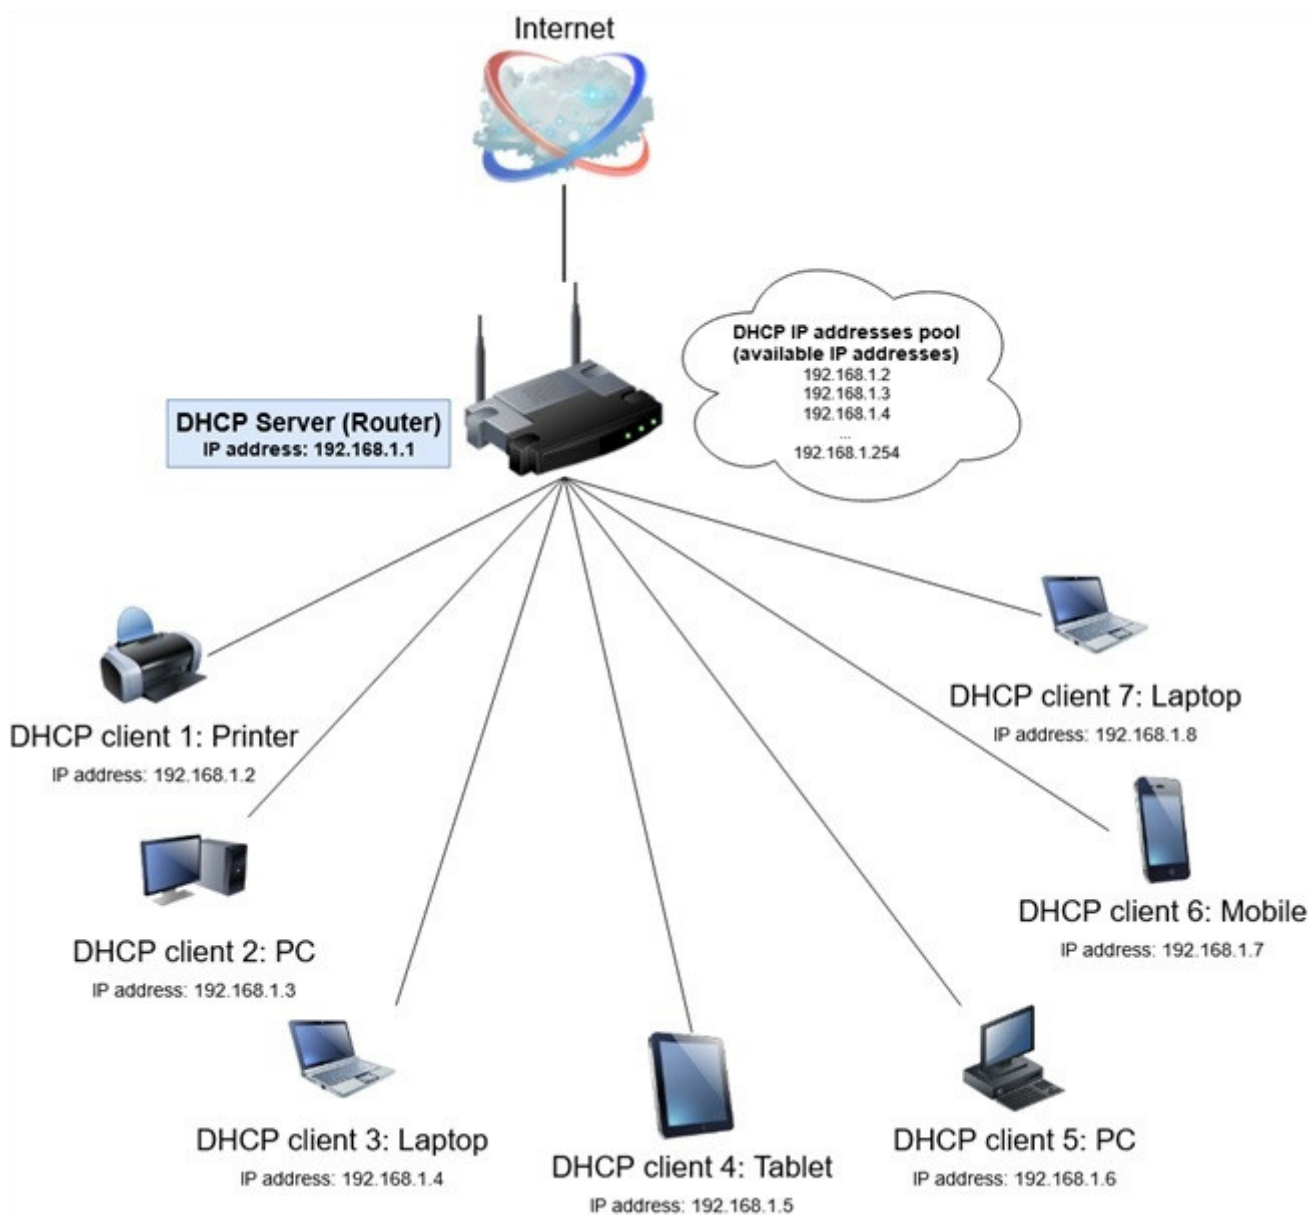 Internet
DHCP IP addresses pool
(available IP addresses)
192.168.1.2
192.168.1.3
192.168.1.4
...
192.168.1.254
DHCP Server (Router)
IP address: 192.168.1.1
DHCP client 1: Printer
IP address: 192.168.1.2
DHCP client 2: PC
IP address: 192.168.1.3
DHCP client 3: Laptop
IP address: 192.168.1.4
DHCP client 4: Tablet
IP address: 192.168.1.5
DHCP client 5: PC
IP address: 192.168.1.6
DHCP client 6: Mobile
IP address: 192.168.1.7
DHCP client 7: Laptop
IP address: 192.168.1.8